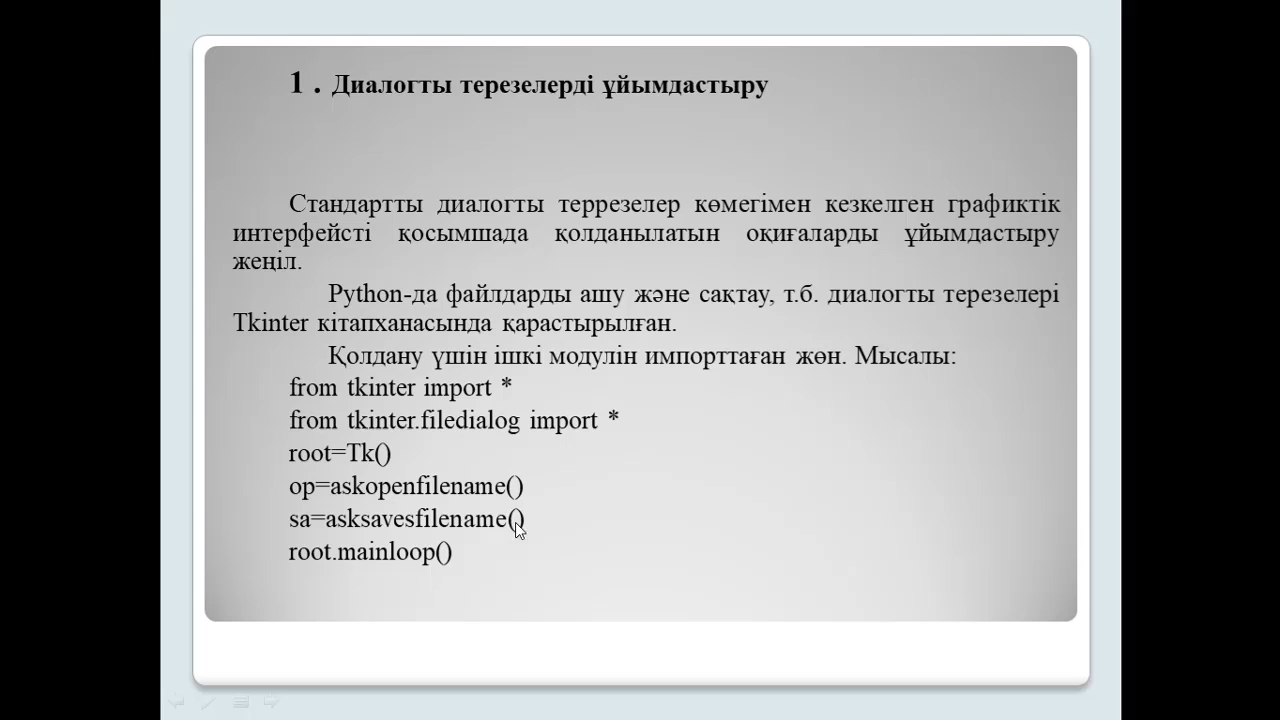 1 . Диалогты терезелерді ұйымдастыру
Стандартты диалогты террезелер көмегімен кезкелген графиктік
интерфейсті қосымшада қолданылатын оқиғаларды ұйымдастыру
жеңіл.
Python-да файлдарды ашу және сақтау, т.б. диалогты терезелері
Tkinter кітапханасында қарастырылған.
Қолдану үшін ішкі модулін импорттаған жөн. Мысалы:
from tkinter import *
from tkinter.filedialog import *
root=Tk()
op=askopenfilename()
sa=asksavesfilename()
root.mainloop()